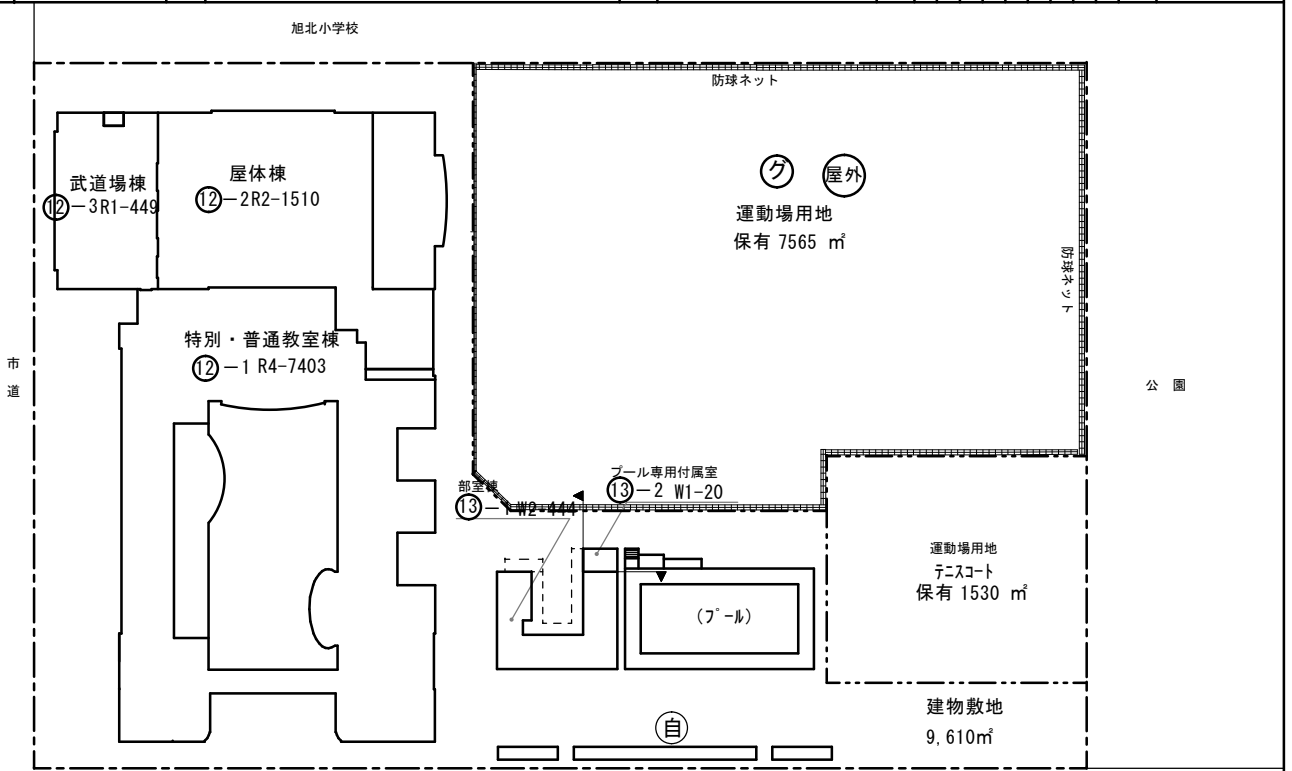 旭北小学校
防球ネット
武道場棟
⑫－3R1-449
屋体棟
⑫－2R2-1510
グ 屋外
運動場用地
保有 7565 ㎡
防球ネット
特別・普通教室棟
⑫－1 R4-7403
市道
公園
部室棟
⑬－1 W2-444
プール専用付属室
⑬－2 W1-20
運動場用地
テニスコート
保有 1530 ㎡
(プール)
建物敷地
9,610㎡
自